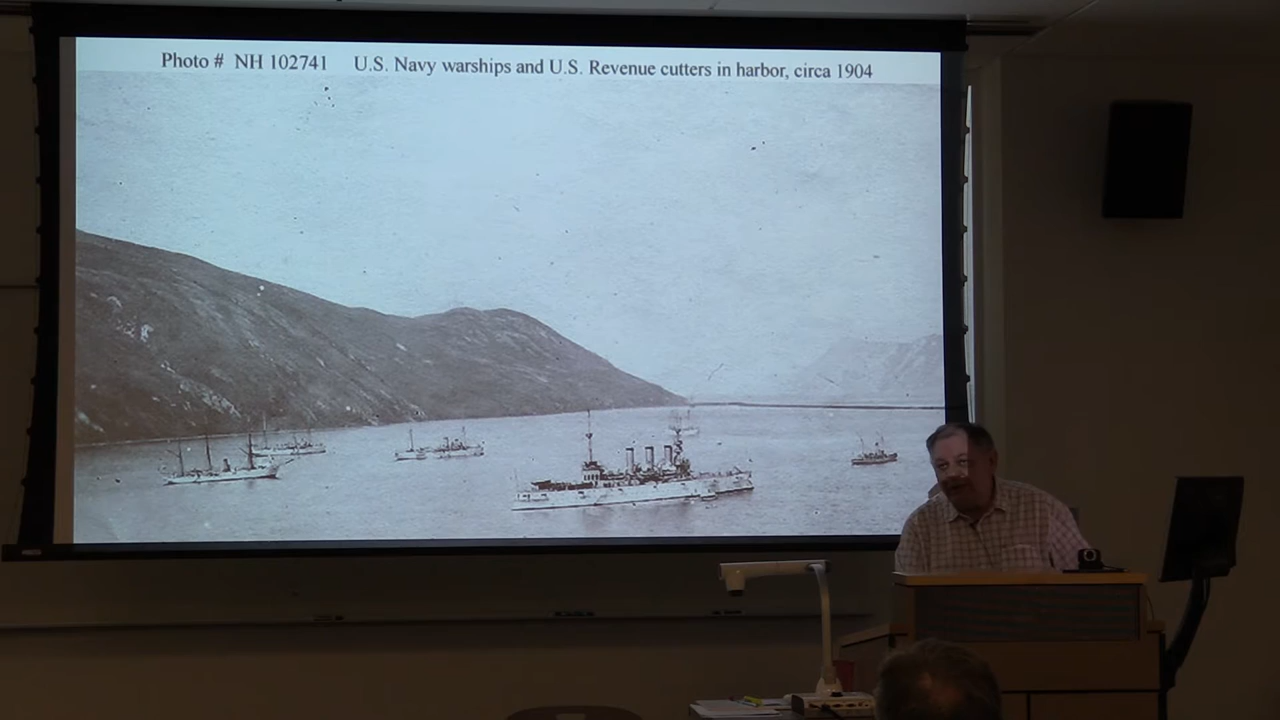 Photo # NH 102741 U.S. Navy warships and U.S. Revenue cutters in harbor, circa 1904